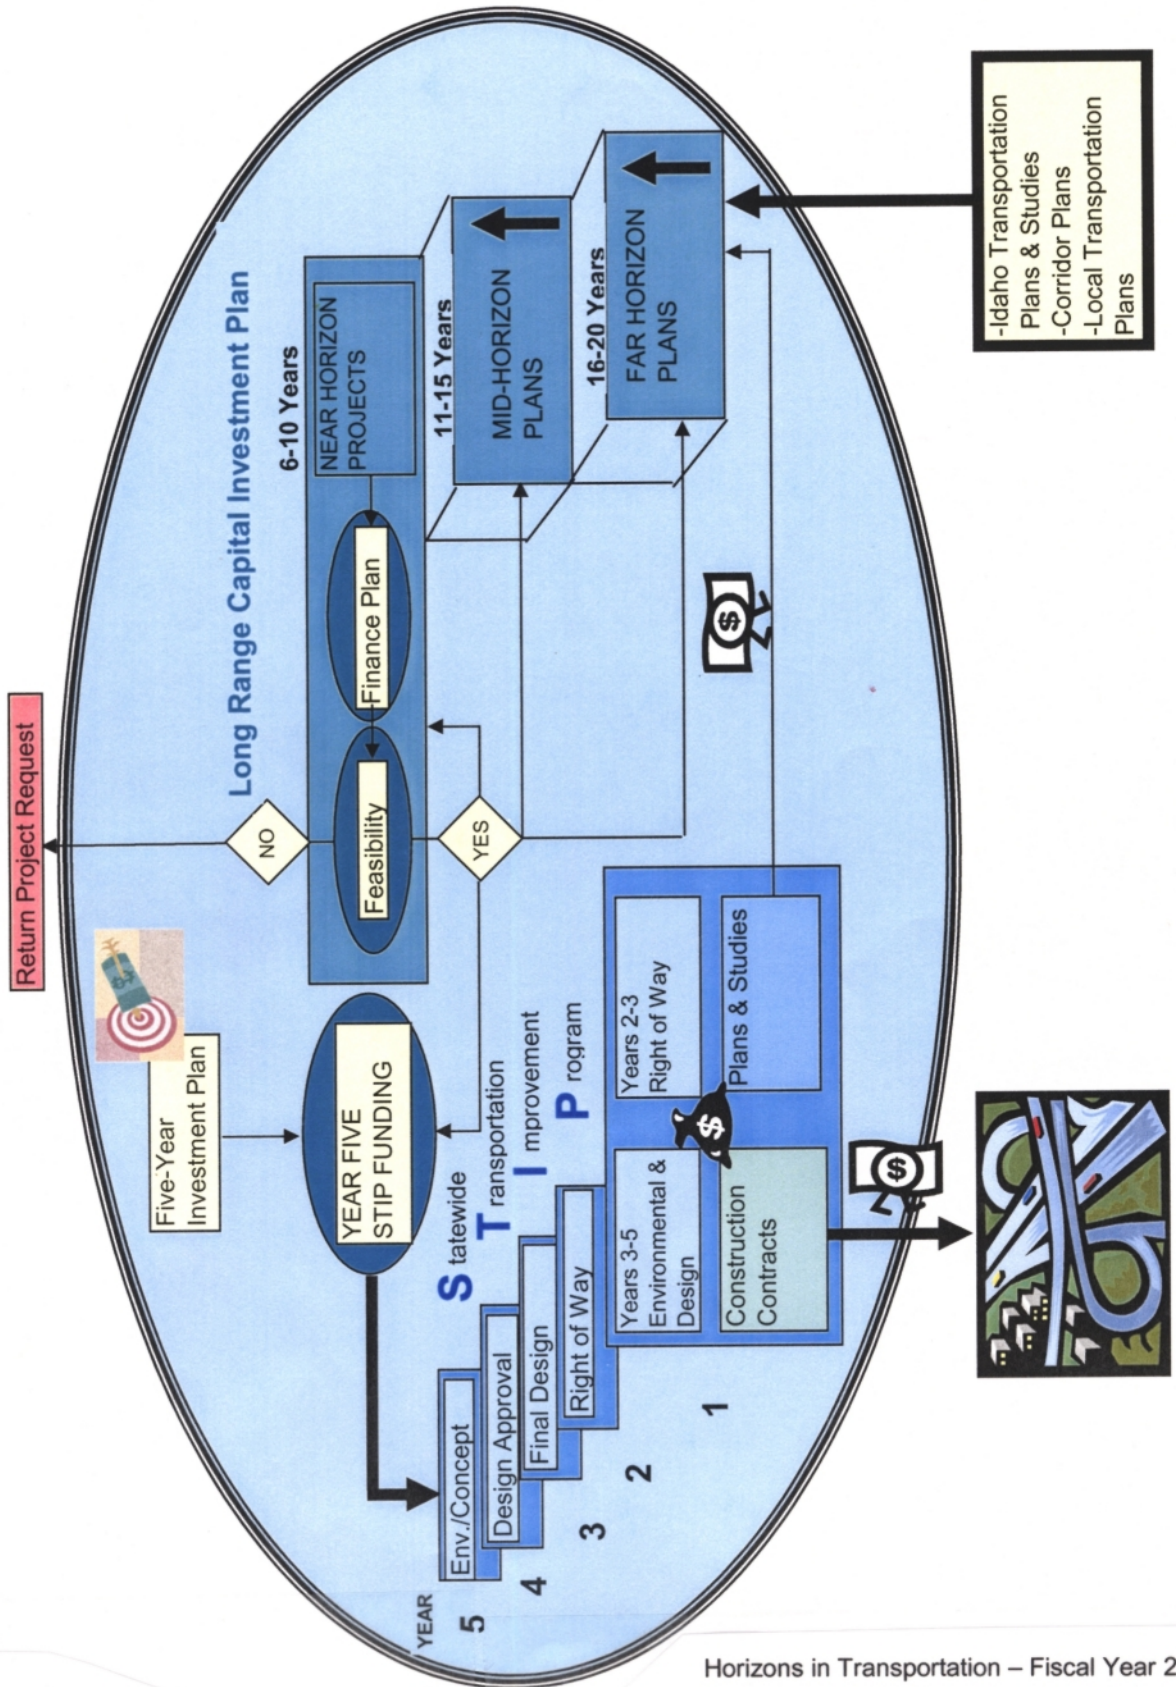 Return Project Request
Long Range Capital Investment Plan
Five-Year
Investment Plan
NO
6-10 Years
YEAR FIVE
STIP FUNDING
Feasibility
Finance Plan
NEAR HORIZON
PROJECTS
YES
11-15 Years
MID-HORIZON
PLANS
16-20 Years
FAR HORIZON
PLANS
Statewide
Transportation
Improvement
Program
YEAR
5
Env./Concept
4
Design Approval
3
Final Design
2
Right of Way
1
Years 3-5
Environmental &
Design
Years 2-3
Right of Way
Construction
Contracts
Plans & Studies
$
$
$
$
-Idaho Transportation
Plans & Studies
-Corridor Plans
-Local Transportation
Plans
Horizons in Transportation – Fiscal Year 2